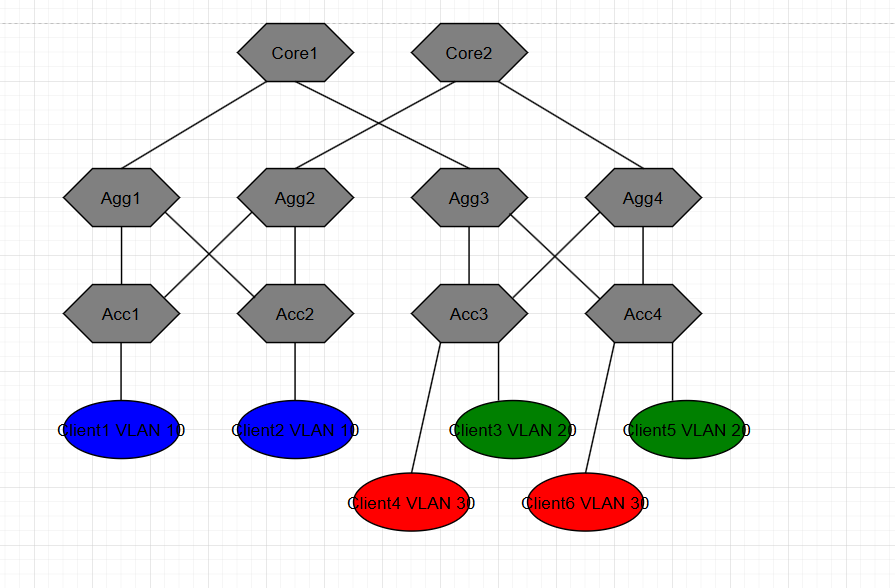 Core1
Core2
Agg1
Agg2
Agg3
Agg4
Acc1
Acc2
Acc3
Acc4
Client1 VLAN 10
Client2 VLAN 10
Client3 VLAN 20
Client5 VLAN 20
Client4 VLAN 30
Client6 VLAN 30